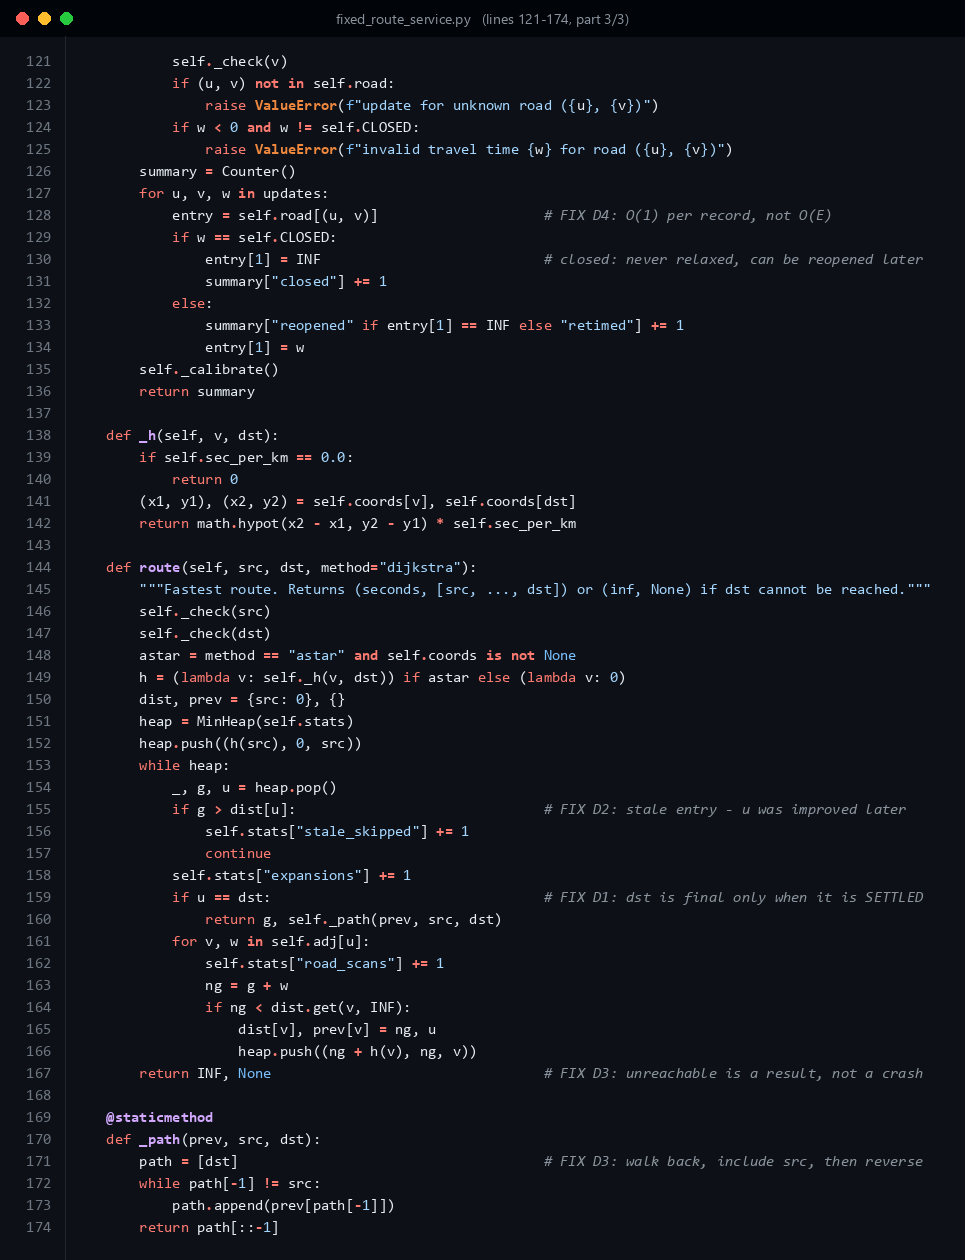 fixed_route_service.py (lines 121-174, part 3/3)
121             self._check(v)
122             if (u, v) not in self.road:
123                 raise ValueError(f"update for unknown road ({u}, {v})")
124             if w < 0 and w != self.CLOSED:
125                 raise ValueError(f"invalid travel time {w} for road ({u}, {v})")
126         summary = Counter()
127         for u, v, w in updates:
128             entry = self.road[(u, v)]                    # FIX D4: O(1) per record, not O(E)
129             if w == self.CLOSED:
130                 entry[1] = INF                           # closed: never relaxed, can be reopened later
131                 summary["closed"] += 1
132             else:
133                 summary["reopened" if entry[1] == INF else "retimed"] += 1
134                 entry[1] = w
135         self._calibrate()
136         return summary
137
138     def _h(self, v, dst):
139         if self.sec_per_km == 0.0:
140             return 0
141         (x1, y1), (x2, y2) = self.coords[v], self.coords[dst]
142         return math.hypot(x2 - x1, y2 - y1) * self.sec_per_km
143
144     def route(self, src, dst, method="dijkstra"):
145         """Fastest route. Returns (seconds, [src, ..., dst]) or (inf, None) if dst cannot be reached."""
146         self._check(src)
147         self._check(dst)
148         astar = method == "astar" and self.coords is not None
149         h = (lambda v: self._h(v, dst)) if astar else (lambda v: 0)
150         dist, prev = {src: 0}, {}
151         heap = MinHeap(self.stats)
152         heap.push((h(src), 0, src))
153         while heap:
154             _, g, u = heap.pop()
155             if g > dist[u]:                              # FIX D2: stale entry - u was improved later
156                 self.stats["stale_skipped"] += 1
157                 continue
158             self.stats["expansions"] += 1
159             if u == dst:                                 # FIX D1: dst is final only when it is SETTLED
160                 return g, self._path(prev, src, dst)
161             for v, w in self.adj[u]:
162                 self.stats["road_scans"] += 1
163                 ng = g + w
164                 if ng < dist.get(v, INF):
165                     dist[v], prev[v] = ng, u
166                     heap.push((ng + h(v), ng, v))
167         return INF, None                                 # FIX D3: unreachable is a result, not a crash
168
169     @staticmethod
170     def _path(prev, src, dst):
171         path = [dst]                                     # FIX D3: walk back, include src, then reverse
172         while path[-1] != src:
173             path.append(prev[path[-1]])
174         return path[::-1]